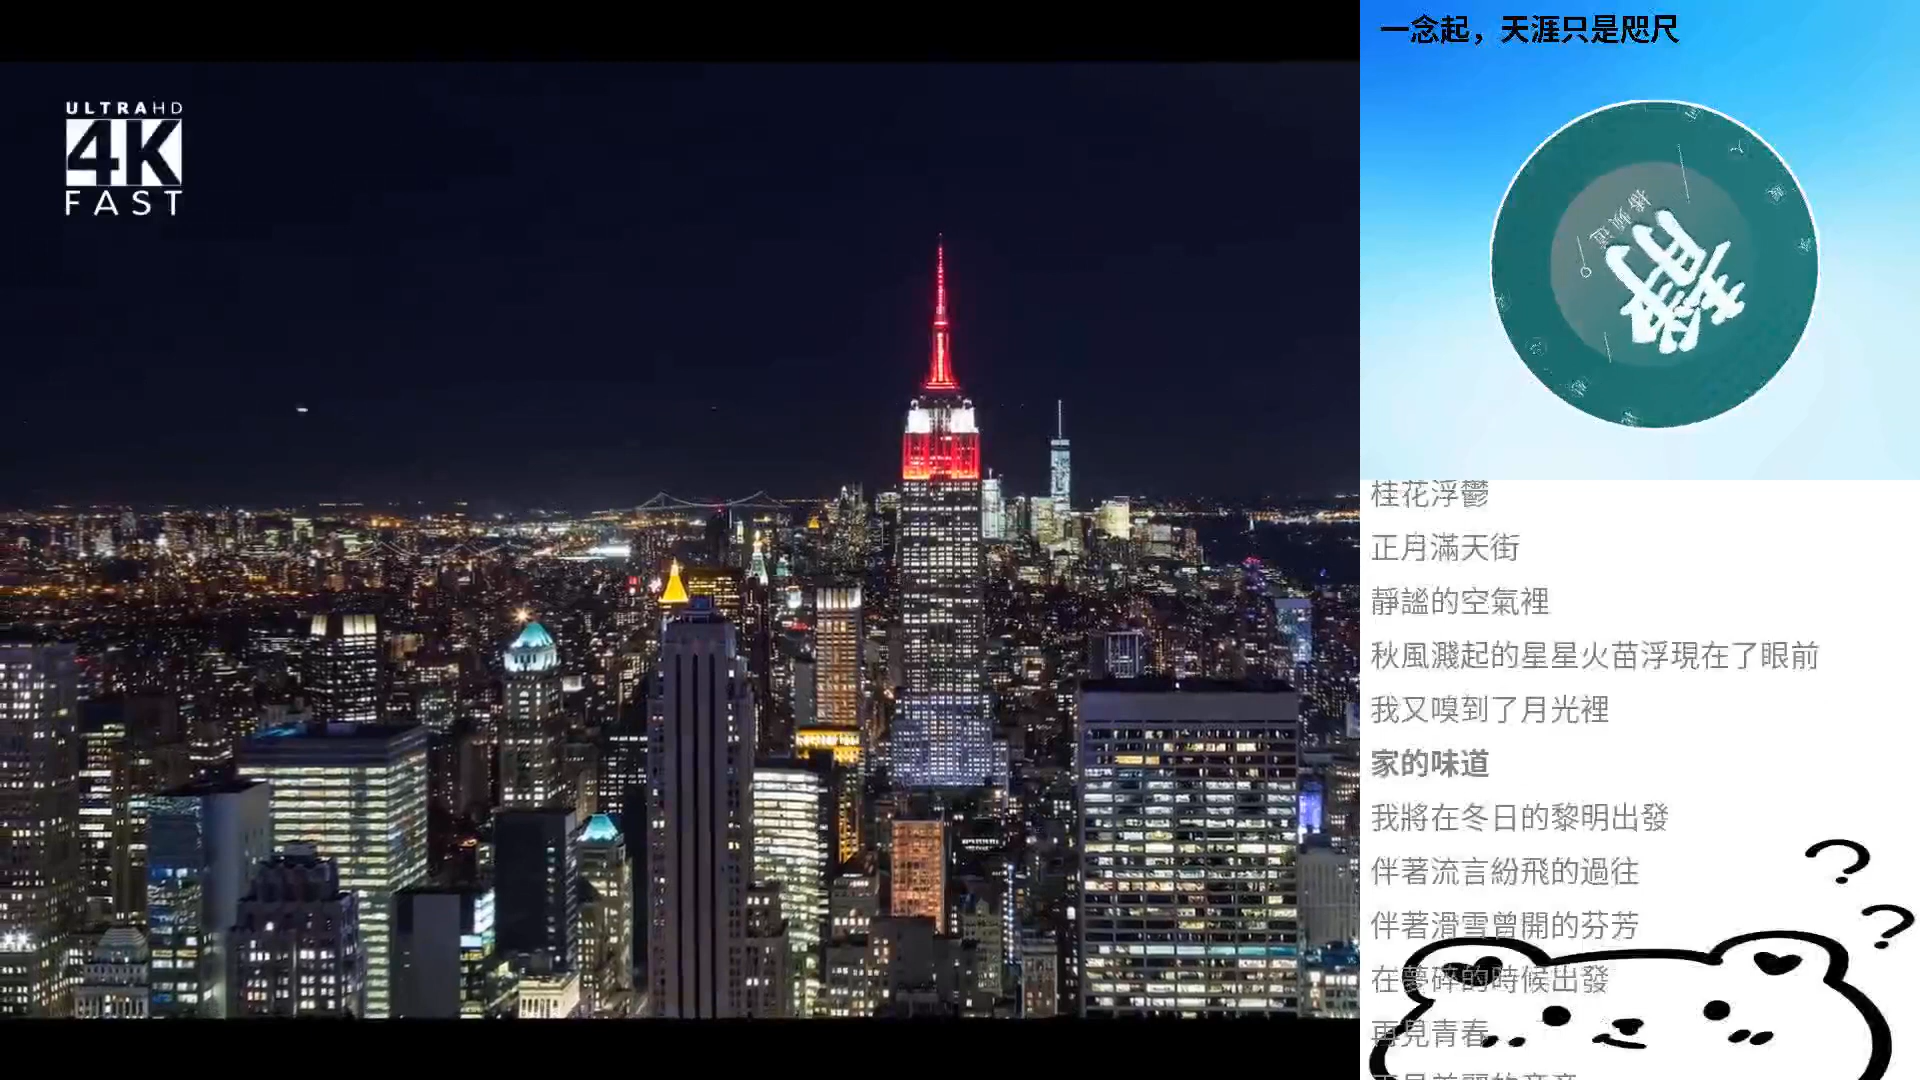 ULTRAHD
4K
FAST
一念起，天涯只是咫尺
桂花浮鬱
正月滿天街
靜謐的空氣裡
秋風濺起的星星火苗浮現在了眼前
我又嗅到了月光裡
家的味道
我將在冬日的黎明出發
伴著流言紛飛的過往
伴著滑雪曾開的芬芳
在夢碎的時候出發
再見青春